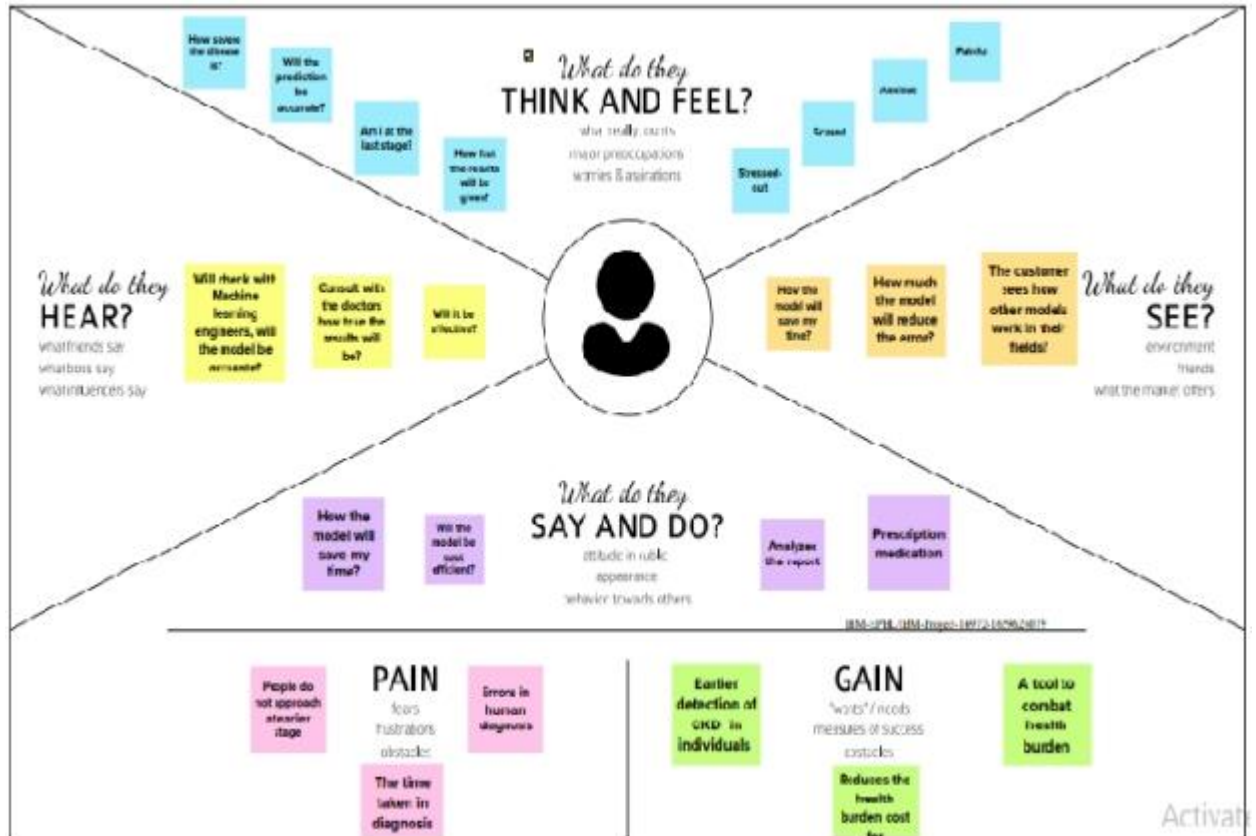 What do they
THINK AND FEEL?
major preoccupations
worries & aspirations
How severe
the disease
is?
Will the
prediction
be
accurate?
Am i at the
last stage?
How fast
the results
will be
given?
Stressed-
out
Scared
Anxious
What do they
HEAR?
what friends say
what boss say
what influencers say
Will check with
Machine
learning
engineers, will
the model be
accurate?
Consult with
the doctors
how true the
results will
be?
Will it be
effective?
How the
model will
save my
time?
How much
the model
will reduce
the error?
The customer
sees how
other models
work in their
fields?
What do they
SEE?
environment
friends
what the market offers
What do they
SAY AND DO?
attitude in public
appearance
behavior towards others
How the
model will
save my
time?
Will the
model be
cost
efficient?
Analyzes
the report
Prescription
medication
PAIN
fears
frustrations
obstacles
People do
not approach
at earlier
stage
Errors in
human
diagnosis
The time
taken in
diagnosis
GAIN
"wants" / needs
measures of success
obstacles
Earlier
detection of
CKD in
individuals
A tool to
combat
health
burden
Reduces the
health
burden cost
for